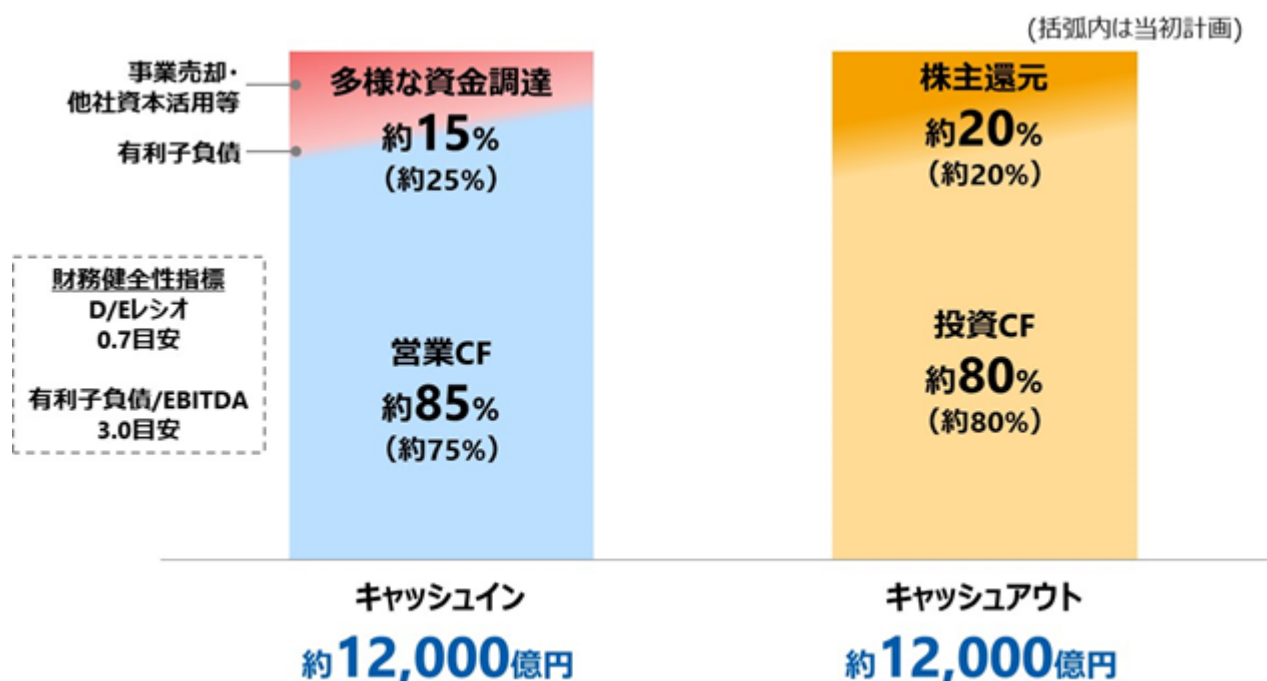 (括弧内は当初計画)
事業売却・
他社資本活用等
有利子負債
多様な資金調達
約15%
（約25%）
株主還元
約20%
（約20%）
財務健全性指標
D/Eレシオ
0.7目安
有利子負債/EBITDA
3.0目安
営業CF
約85%
（約75%）
投資CF
約80%
（約80%）
キャッシュイン
約12,000億円
キャッシュアウト
約12,000億円